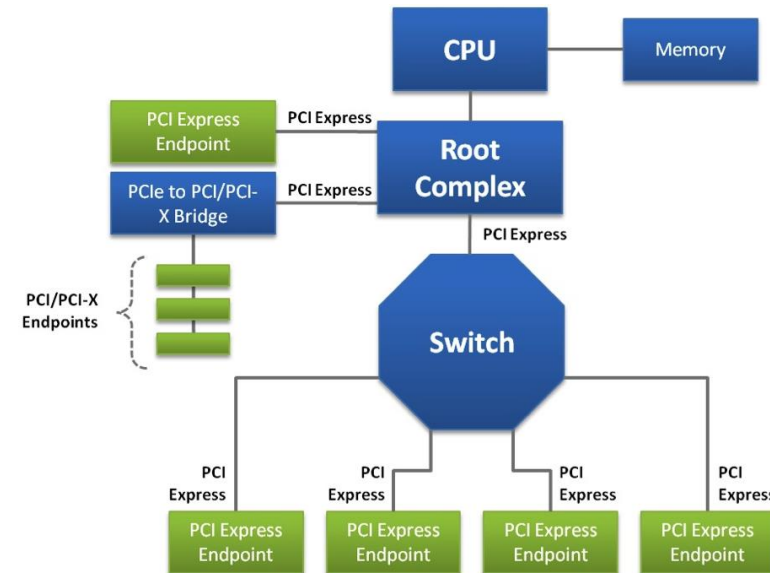 CPU
Memory
PCI Express
Endpoint
PCI Express
Root
Complex
PCIe to PCI/PCI-
X Bridge
PCI Express
PCI Express
PCI/PCI-X
Endpoints
Switch
PCI
Express
PCI
Express
PCI
Express
PCI
Express
PCI Express
Endpoint
PCI Express
Endpoint
PCI Express
Endpoint
PCI Express
Endpoint